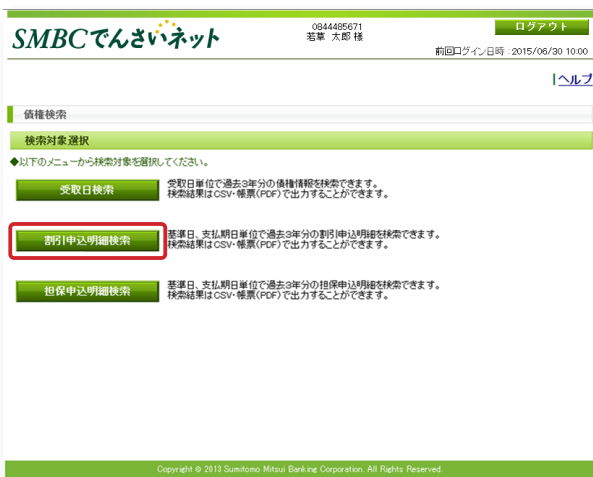 SMBCでんさいネット
0844485671
若草 太郎 様
ログアウト
前回ログイン日時:2015/06/30 10:00
|ヘルプ
債権検索
検索対象選択
◆以下のメニューから検索対象を選択してください。
受取日検索
受取日単位で過去3年分の債権情報を検索できます。
検索結果はCSV・帳票(PDF)で出力することができます。
割引申込明細検索
基準日、支払期日単位で過去3年分の割引申込明細を検索できます。
検索結果はCSV・帳票(PDF)で出力することができます。
担保申込明細検索
基準日、支払期日単位で過去3年分の担保申込明細を検索できます。
検索結果はCSV・帳票(PDF)で出力することができます。
Copyright © 2013 Sumitomo Mitsui Banking Corporation. All Rights Reserved.